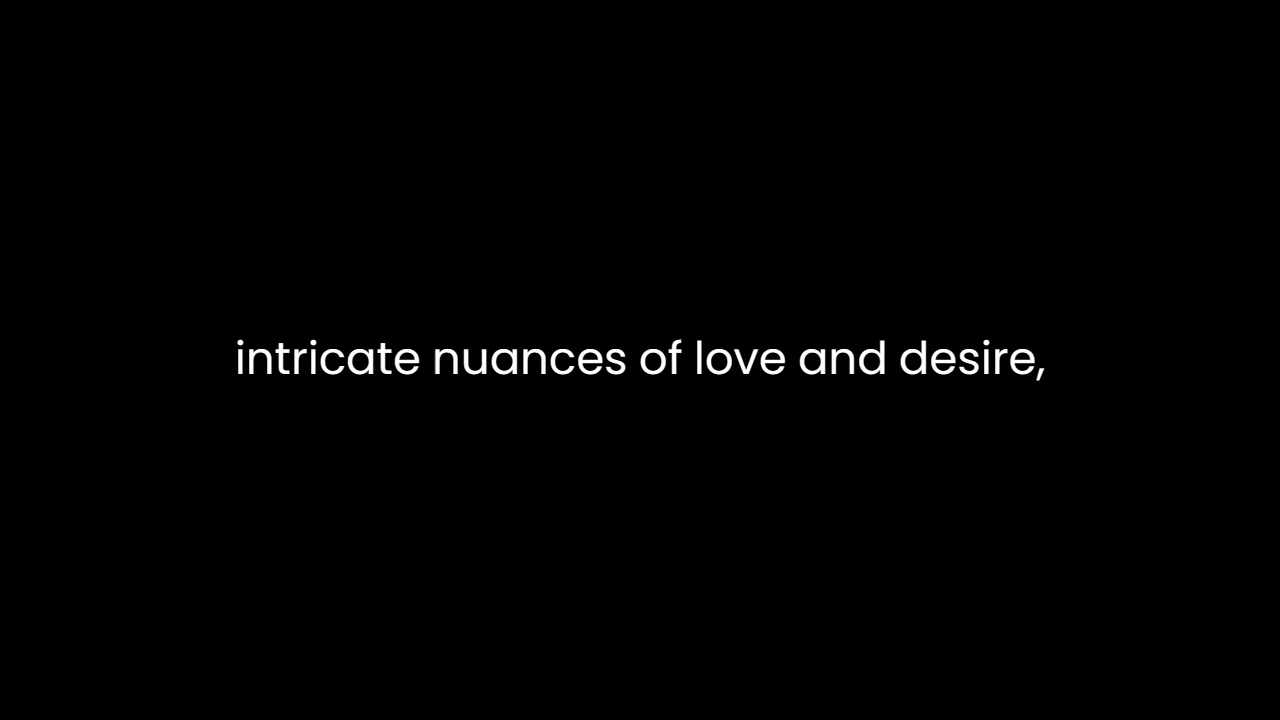 intricate nuances of love and desire,